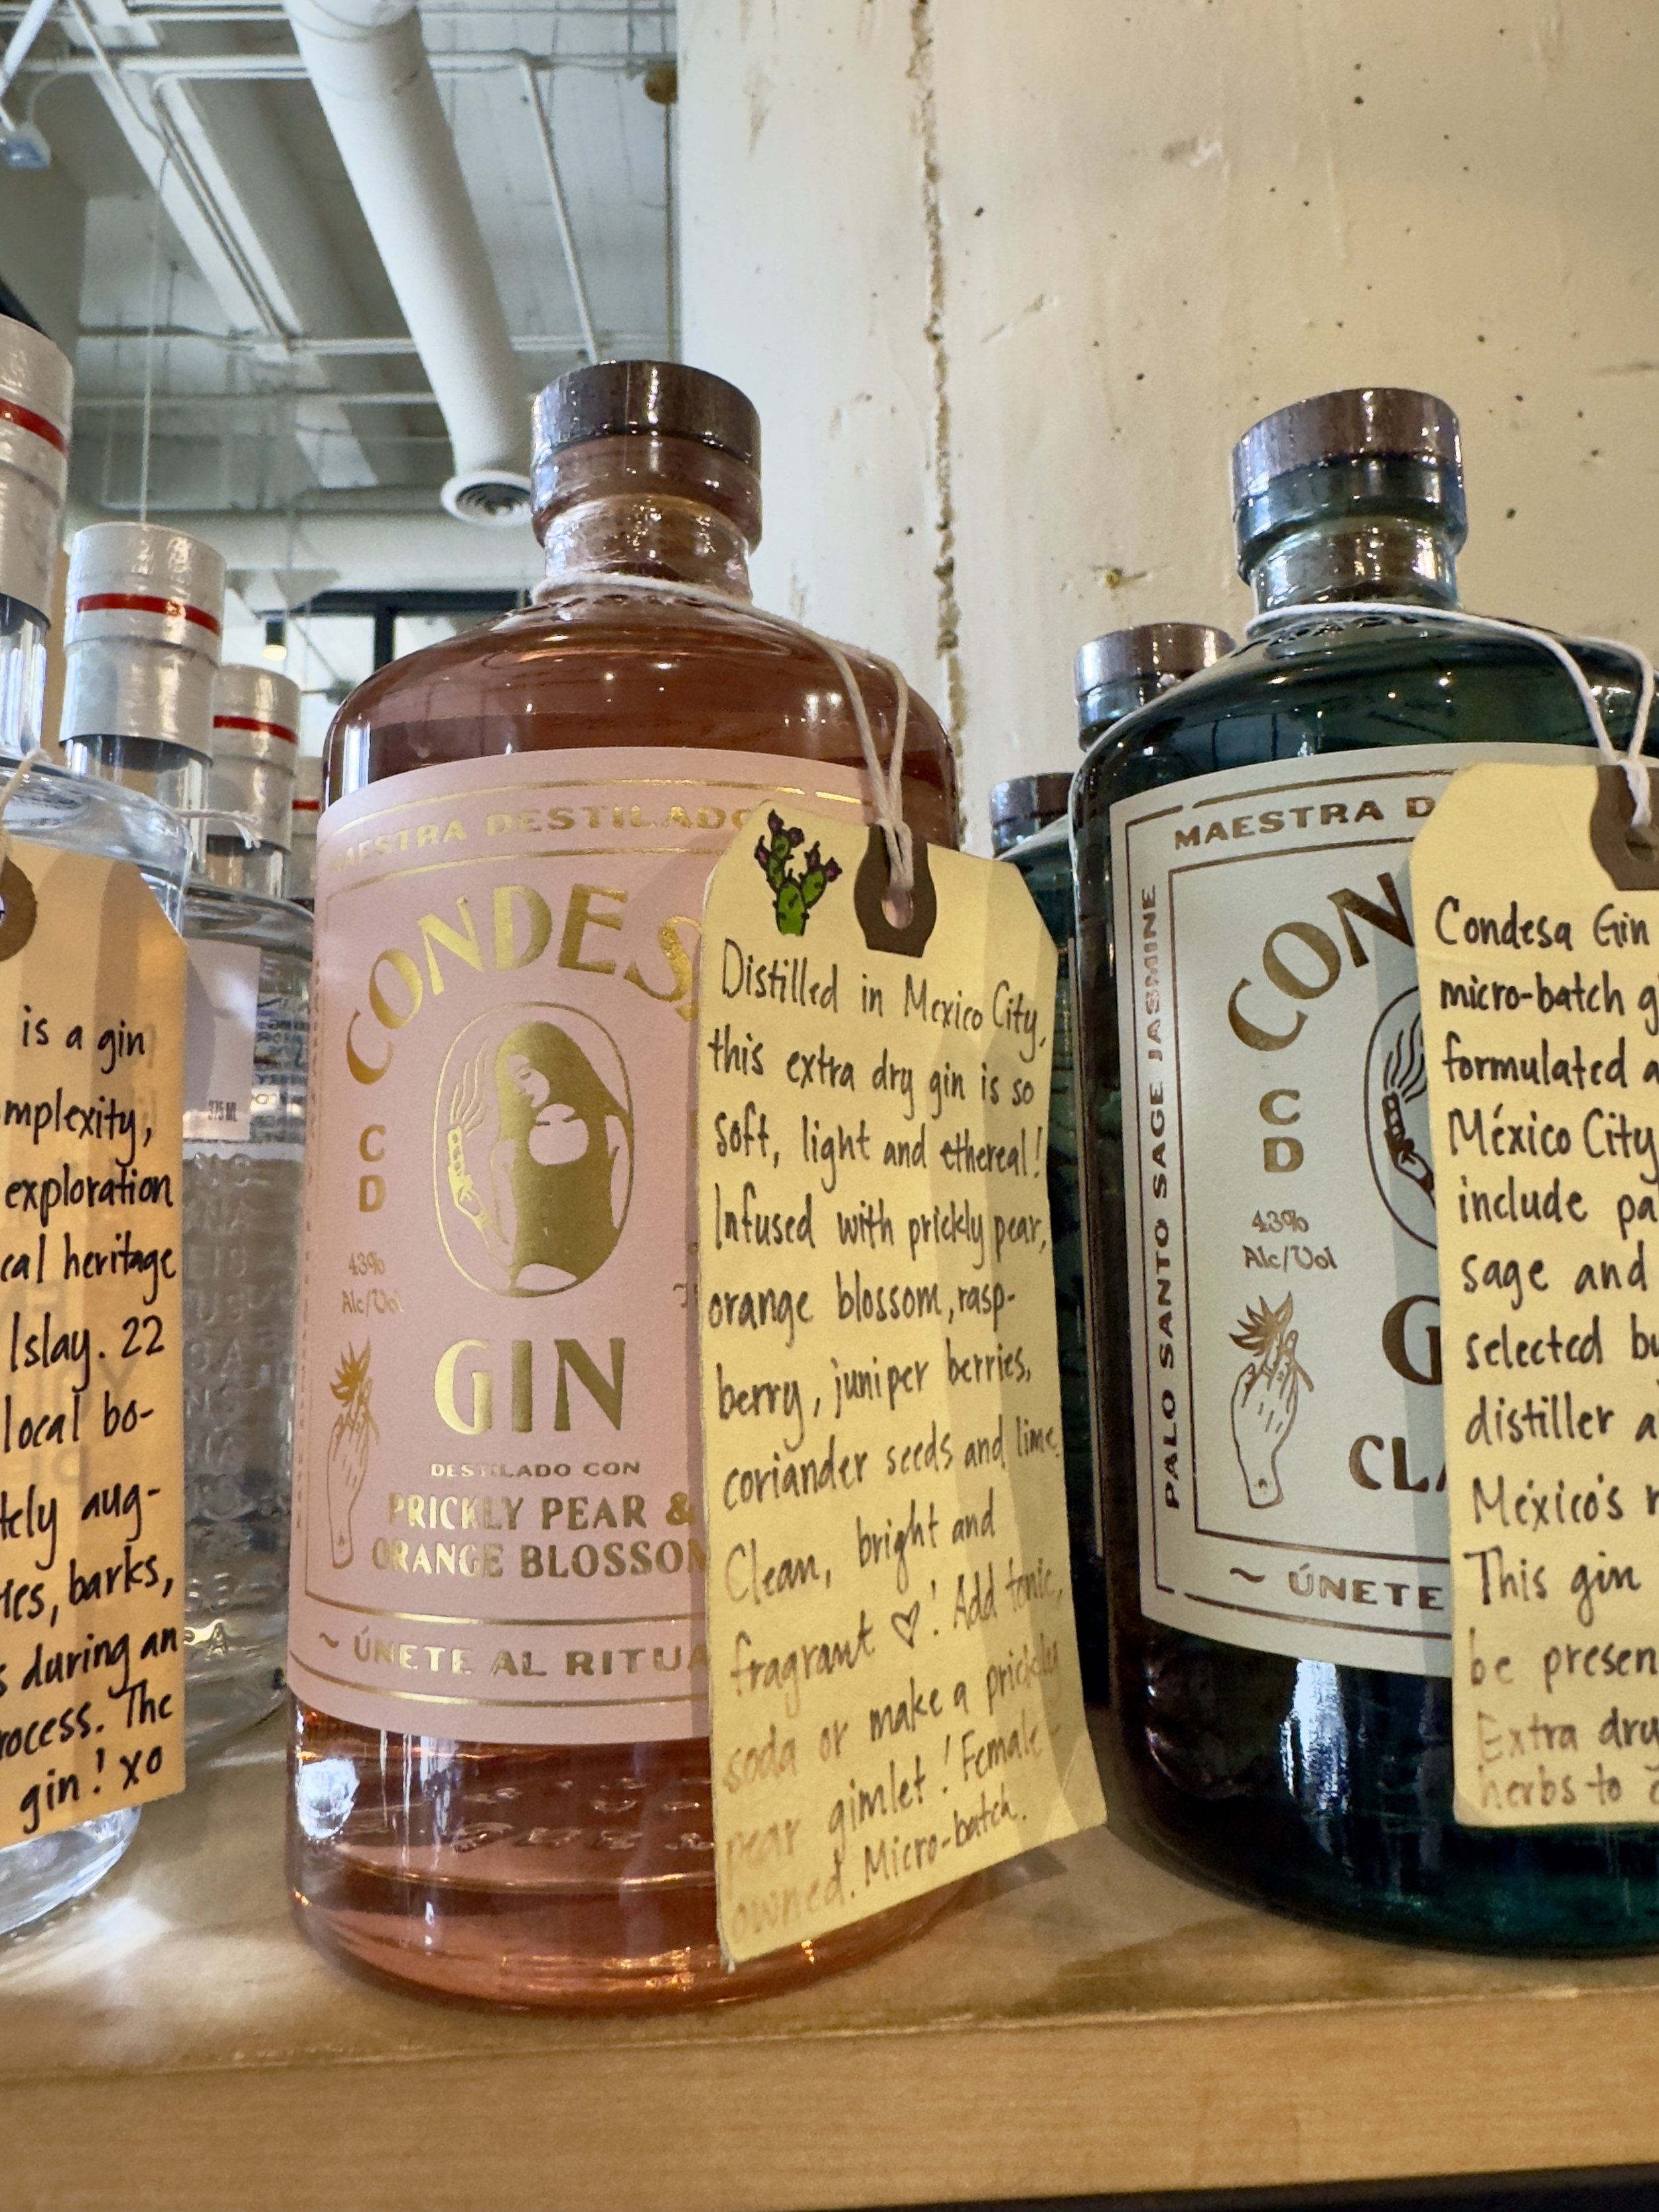 is a gin
mplexity,
exploration
cal heritage
Islay. 22
local bo-
tely aug-
barks,
s during an
rocess. The
gin! xo
375 ML
MAESTRA DESTILADO
CONDESA
C
D
43%
Alc/Vol
GIN
DESTILADO CON
PRICKLY PEAR &
ORANGE BLOSSOM
~ ÚNETE AL RITUA
Distilled in Mexico City,
this extra dry gin is so
soft, light and ethereal!
Infused with prickly pear,
orange blossom, rasp-
berry, juniper berries,
coriander seeds and lime.
Clean, bright and
fragrant ♡! Add tonic,
soda or make a prickly
pear gimlet! Female-
owned. Micro-batch.
MAESTRA D
PALO SANTO SAGE JASMINE
CON
C
D
43%
Alc/Vol
G
CLA
~ ÚNETE
Condesa Gin
micro-batch g
formulated a
México City
include pa
sage and
selected b
distiller a
México's
This gin
be presen
Extra dry
herbs to